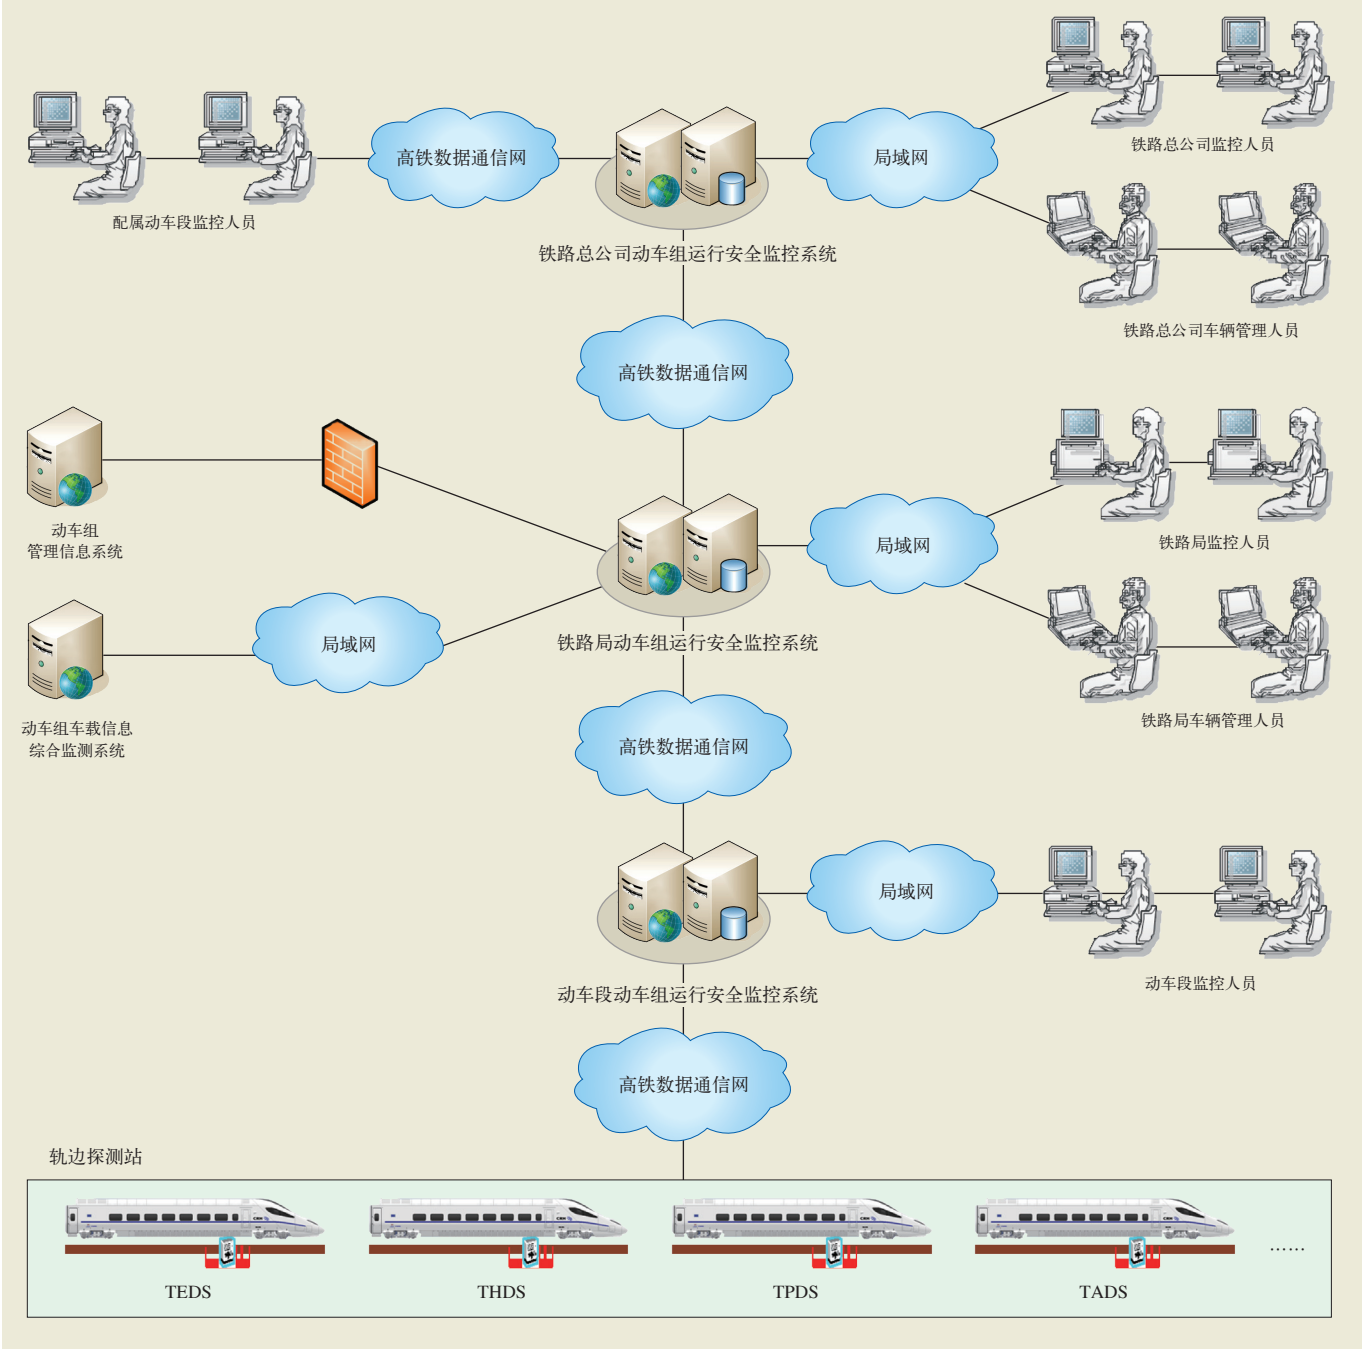 铁路总公司监控人员
高铁数据通信网
局域网
配属动车段监控人员
铁路总公司动车组运行安全监控系统
铁路总公司车辆管理人员
高铁数据通信网
动车组
管理信息系统
局域网
铁路局监控人员
局域网
铁路局动车组运行安全监控系统
动车组车载信息
综合监测系统
铁路局车辆管理人员
高铁数据通信网
局域网
动车段监控人员
动车段动车组运行安全监控系统
高铁数据通信网
轨边探测站
……
TEDS
THDS
TPDS
TADS